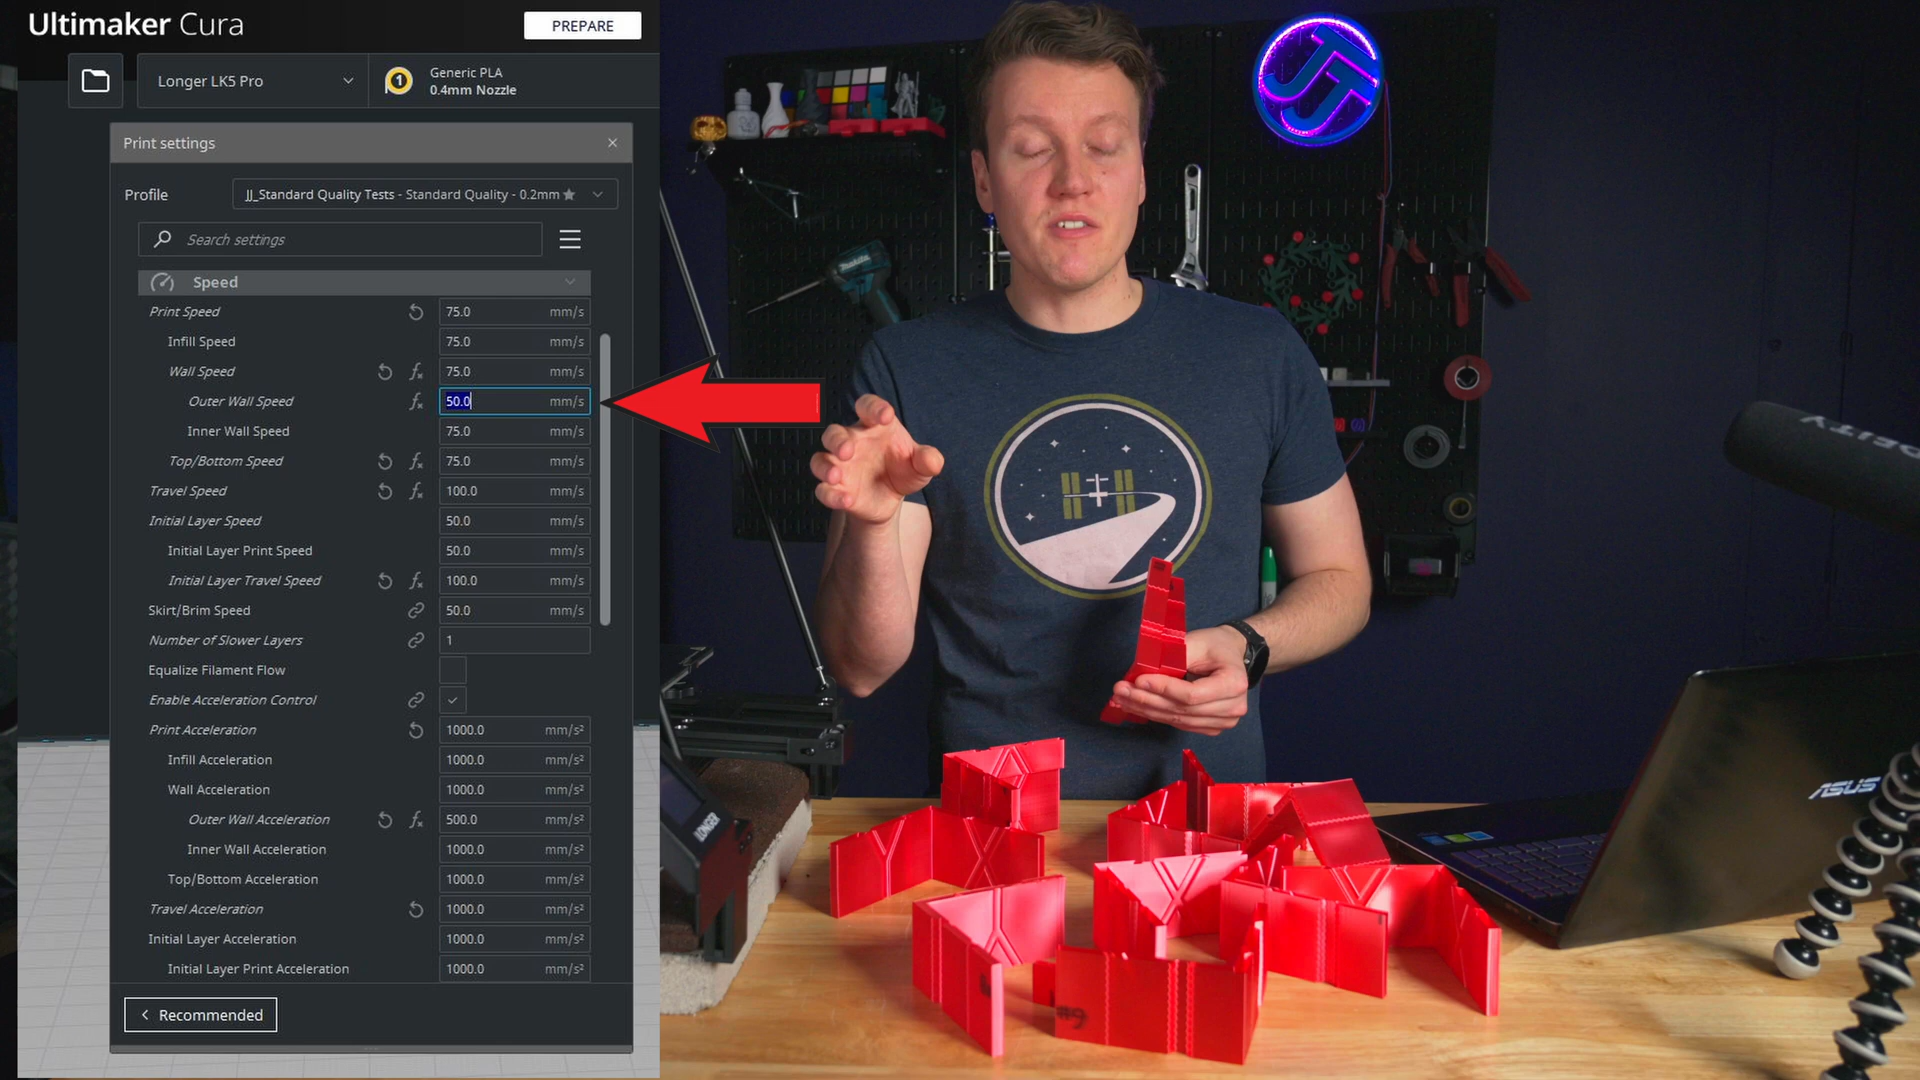 Ultimaker Cura
PREPARE
Longer LK5 Pro
1
Generic PLA
0.4mm Nozzle
Print settings
Profile
JJ_Standard Quality Tests - Standard Quality - 0.2mm
Search settings
Speed
Print Speed 75.0 mm/s
Infill Speed 75.0 mm/s
Wall Speed 75.0 mm/s
Outer Wall Speed 50.0 mm/s
Inner Wall Speed 75.0 mm/s
Top/Bottom Speed 75.0 mm/s
Travel Speed 100.0 mm/s
Initial Layer Speed 50.0 mm/s
Initial Layer Print Speed 50.0 mm/s
Initial Layer Travel Speed 100.0 mm/s
Skirt/Brim Speed 50.0 mm/s
Number of Slower Layers 1
Equalize Filament Flow
Enable Acceleration Control
Print Acceleration 1000.0 mm/s²
Infill Acceleration 1000.0 mm/s²
Wall Acceleration 1000.0 mm/s²
Outer Wall Acceleration 500.0 mm/s²
Inner Wall Acceleration 1000.0 mm/s²
Top/Bottom Acceleration 1000.0 mm/s²
Travel Acceleration 1000.0 mm/s²
Initial Layer Acceleration 1000.0 mm/s²
Initial Layer Print Acceleration 1000.0 mm/s²
Recommended
JT
makita
LONGER
ASUS
#9